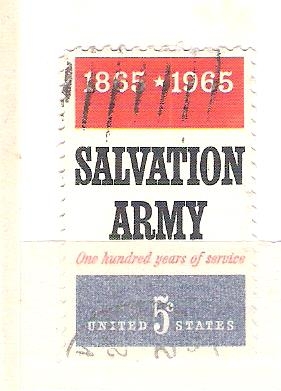 1865 ★ 1965
SALVATION
ARMY
One hundred years of service
5c
UNITED STATES